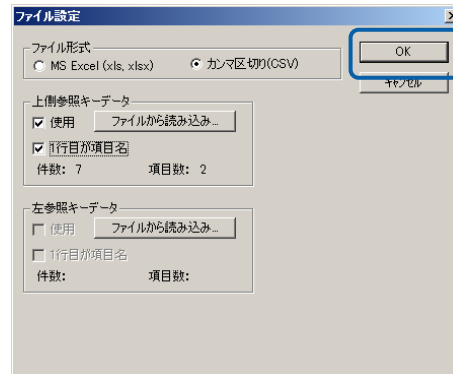 ファイル設定
ファイル形式
MS Excel (xls, xlsx)
カンマ区切り(CSV)
OK
キャンセル
上側参照キーデータ
使用
ファイルから読み込み...
1行目が項目名
件数: 7
項目数: 2
左参照キーデータ
使用
ファイルから読み込み...
1行目が項目名
件数:
項目数: